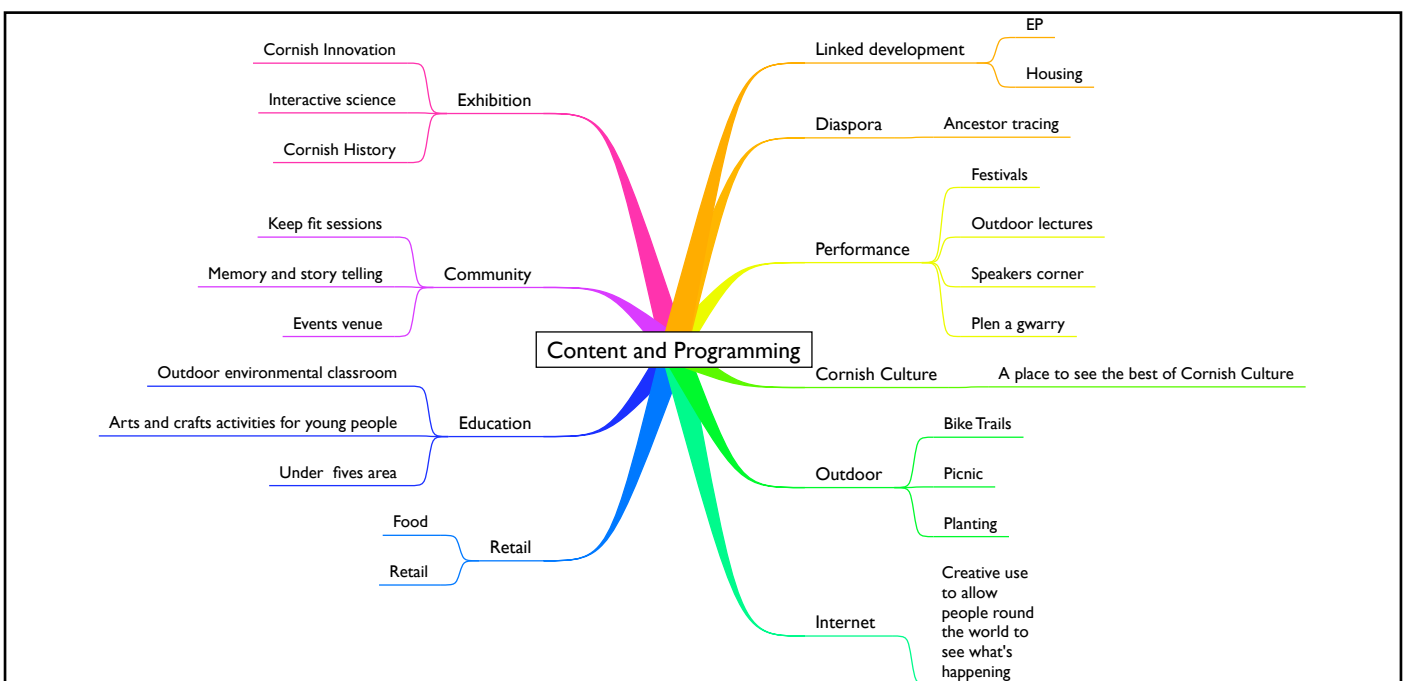 Content and Programming
Linked development
EP
Housing
Diaspora
Ancestor tracing
Performance
Festivals
Outdoor lectures
Speakers corner
Plen a gwarry
Cornish Culture
A place to see the best of Cornish Culture
Outdoor
Bike Trails
Picnic
Planting
Internet
Creative use
to allow
people round
the world to
see what's
happening
Exhibition
Cornish Innovation
Interactive science
Cornish History
Community
Keep fit sessions
Memory and story telling
Events venue
Education
Outdoor environmental classroom
Arts and crafts activities for young people
Under  fives area
Retail
Food
Retail